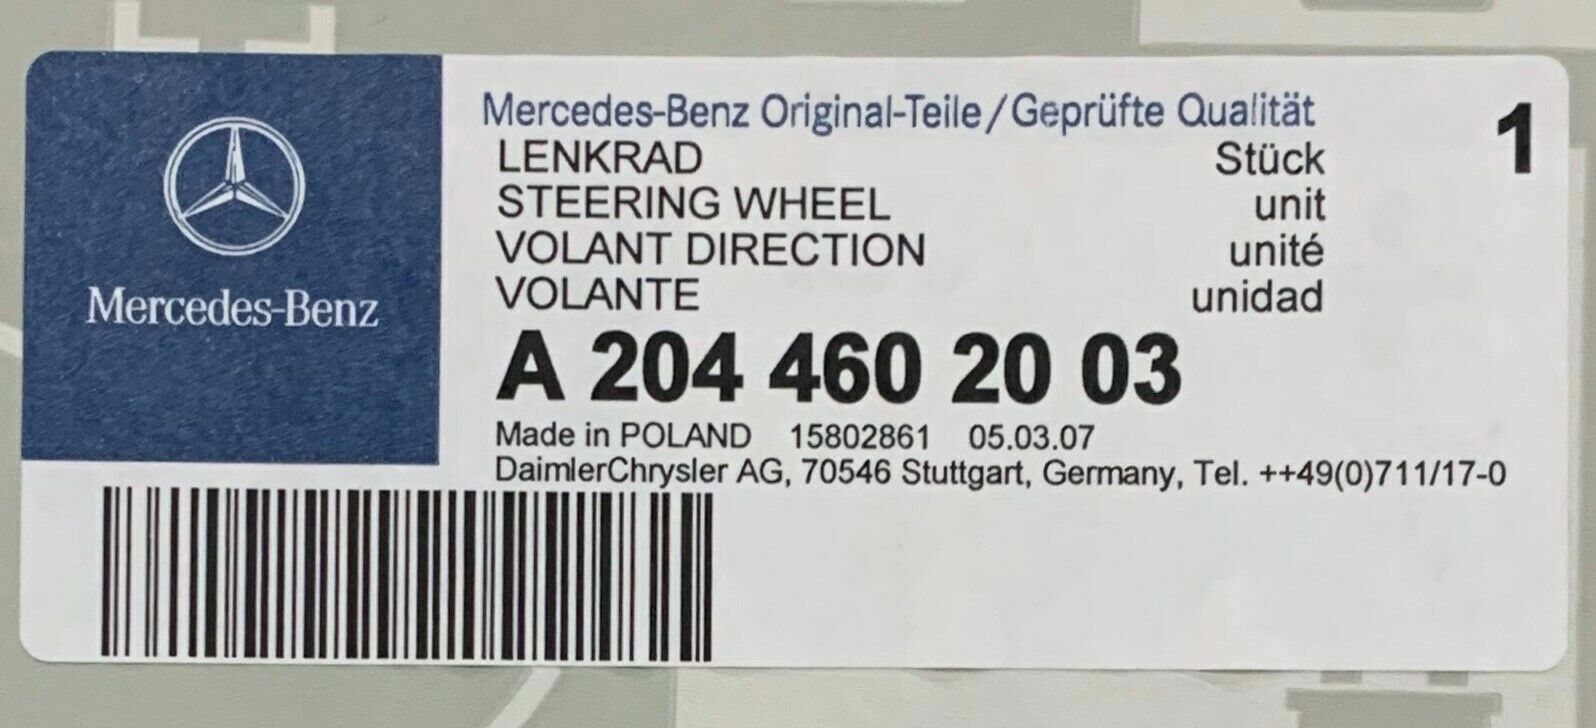 Mercedes-Benz
Mercedes-Benz Original-Teile/Geprüfte Qualität
LENKRAD Stück 1
STEERING WHEEL unit
VOLANT DIRECTION unité
VOLANTE unidad
A 204 460 20 03
Made in POLAND 15802861 05.03.07
DaimlerChrysler AG, 70546 Stuttgart, Germany, Tel. ++49(0)711/17-0